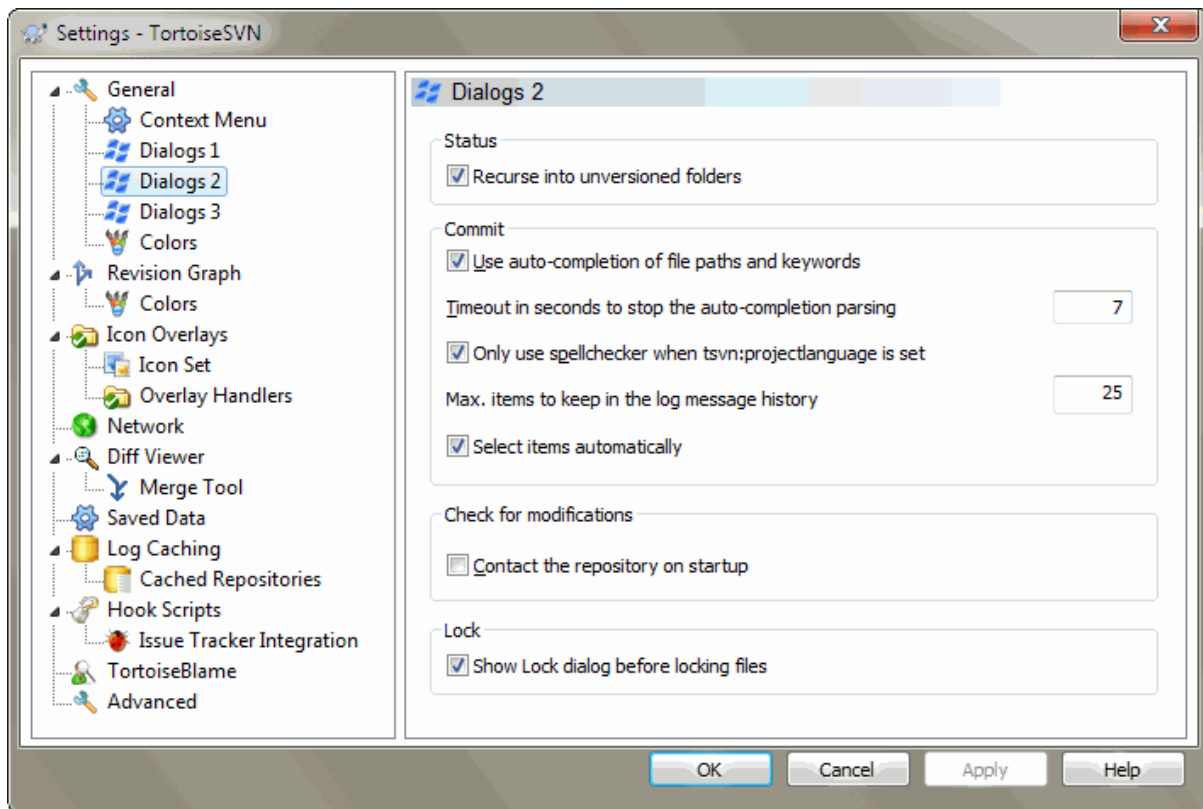 Settings - TortoiseSVN
General
Context Menu
Dialogs 1
Dialogs 2
Dialogs 3
Colors
Revision Graph
Colors
Icon Overlays
Icon Set
Overlay Handlers
Network
Diff Viewer
Merge Tool
Saved Data
Log Caching
Cached Repositories
Hook Scripts
Issue Tracker Integration
TortoiseBlame
Advanced
Dialogs 2
Status
Recurse into unversioned folders
Commit
Use auto-completion of file paths and keywords
Timeout in seconds to stop the auto-completion parsing 7
Only use spellchecker when tsvn:projectlanguage is set
Max. items to keep in the log message history 25
Select items automatically
Check for modifications
Contact the repository on startup
Lock
Show Lock dialog before locking files
OK Cancel Apply Help